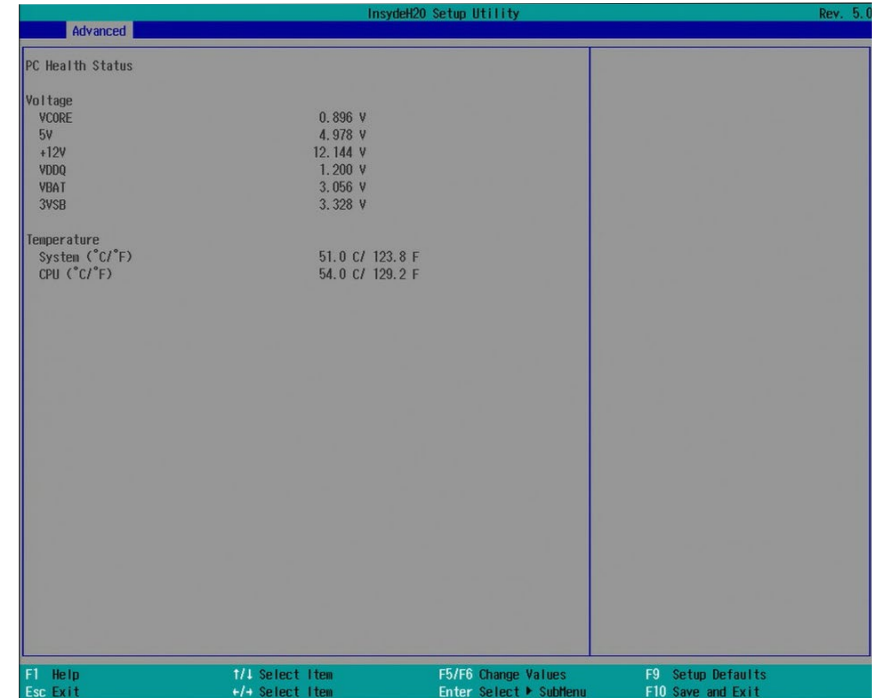 InsydeH20 Setup Utility Rev. 5.0
Advanced
PC Health Status
Voltage
VCORE 0.896 V
5V 4.978 V
+12V 12.144 V
VDDQ 1.200 V
VBAT 3.056 V
3VSB 3.328 V
Temperature
System (°C/°F) 51.0 C/ 123.8 F
CPU (°C/°F) 54.0 C/ 129.2 F
F1 Help ↑/↓ Select Item F5/F6 Change Values F9 Setup Defaults
Esc Exit ←/→ Select Item Enter Select ▶ SubMenu F10 Save and Exit